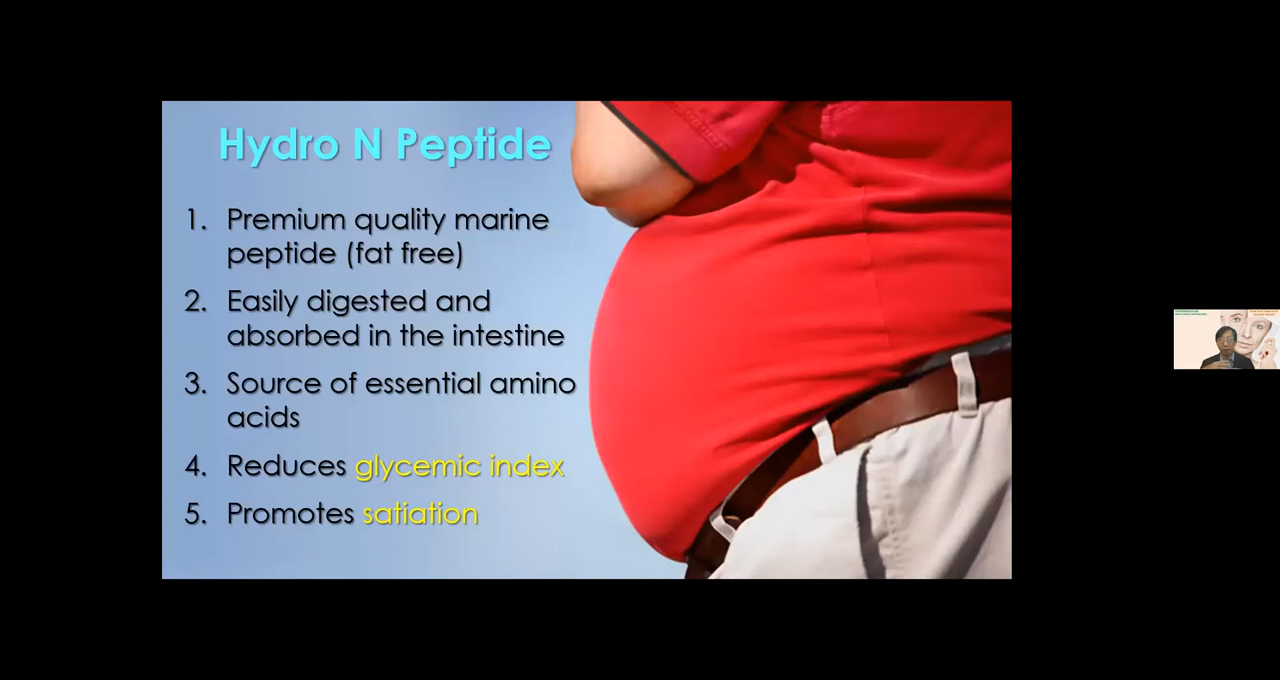 Hydro N Peptide
1. Premium quality marine
peptide (fat free)
2. Easily digested and
absorbed in the intestine
3. Source of essential amino
acids
4. Reduces glycemic index
5. Promotes satiation